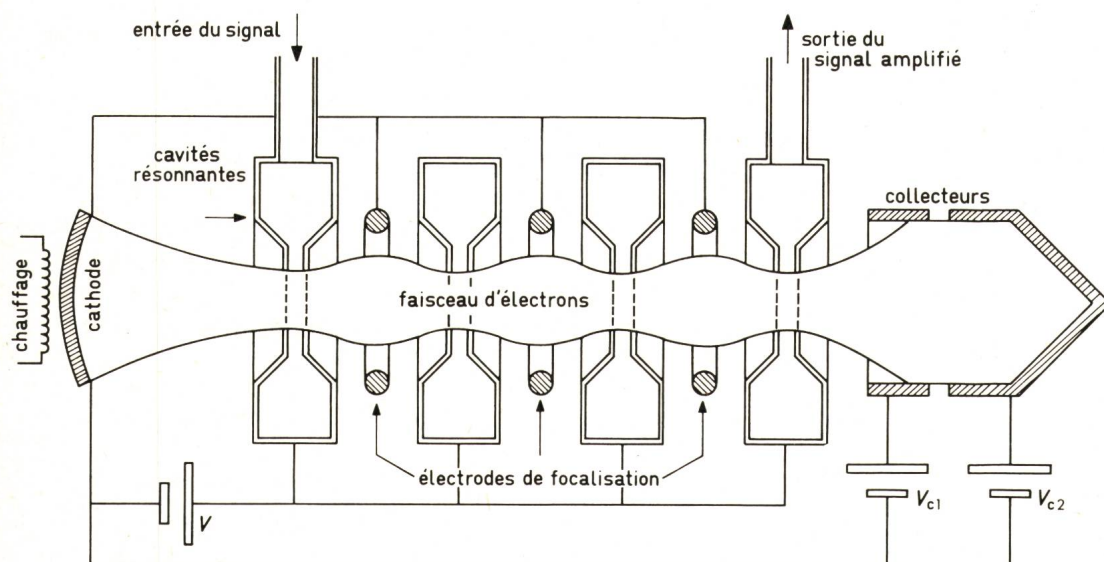 entrée du signal
sortie du
signal amplifié
cavités
résonnantes
collecteurs
chauffage
cathode
faisceau d'électrons
électrodes de focalisation
V
Vc1
Vc2